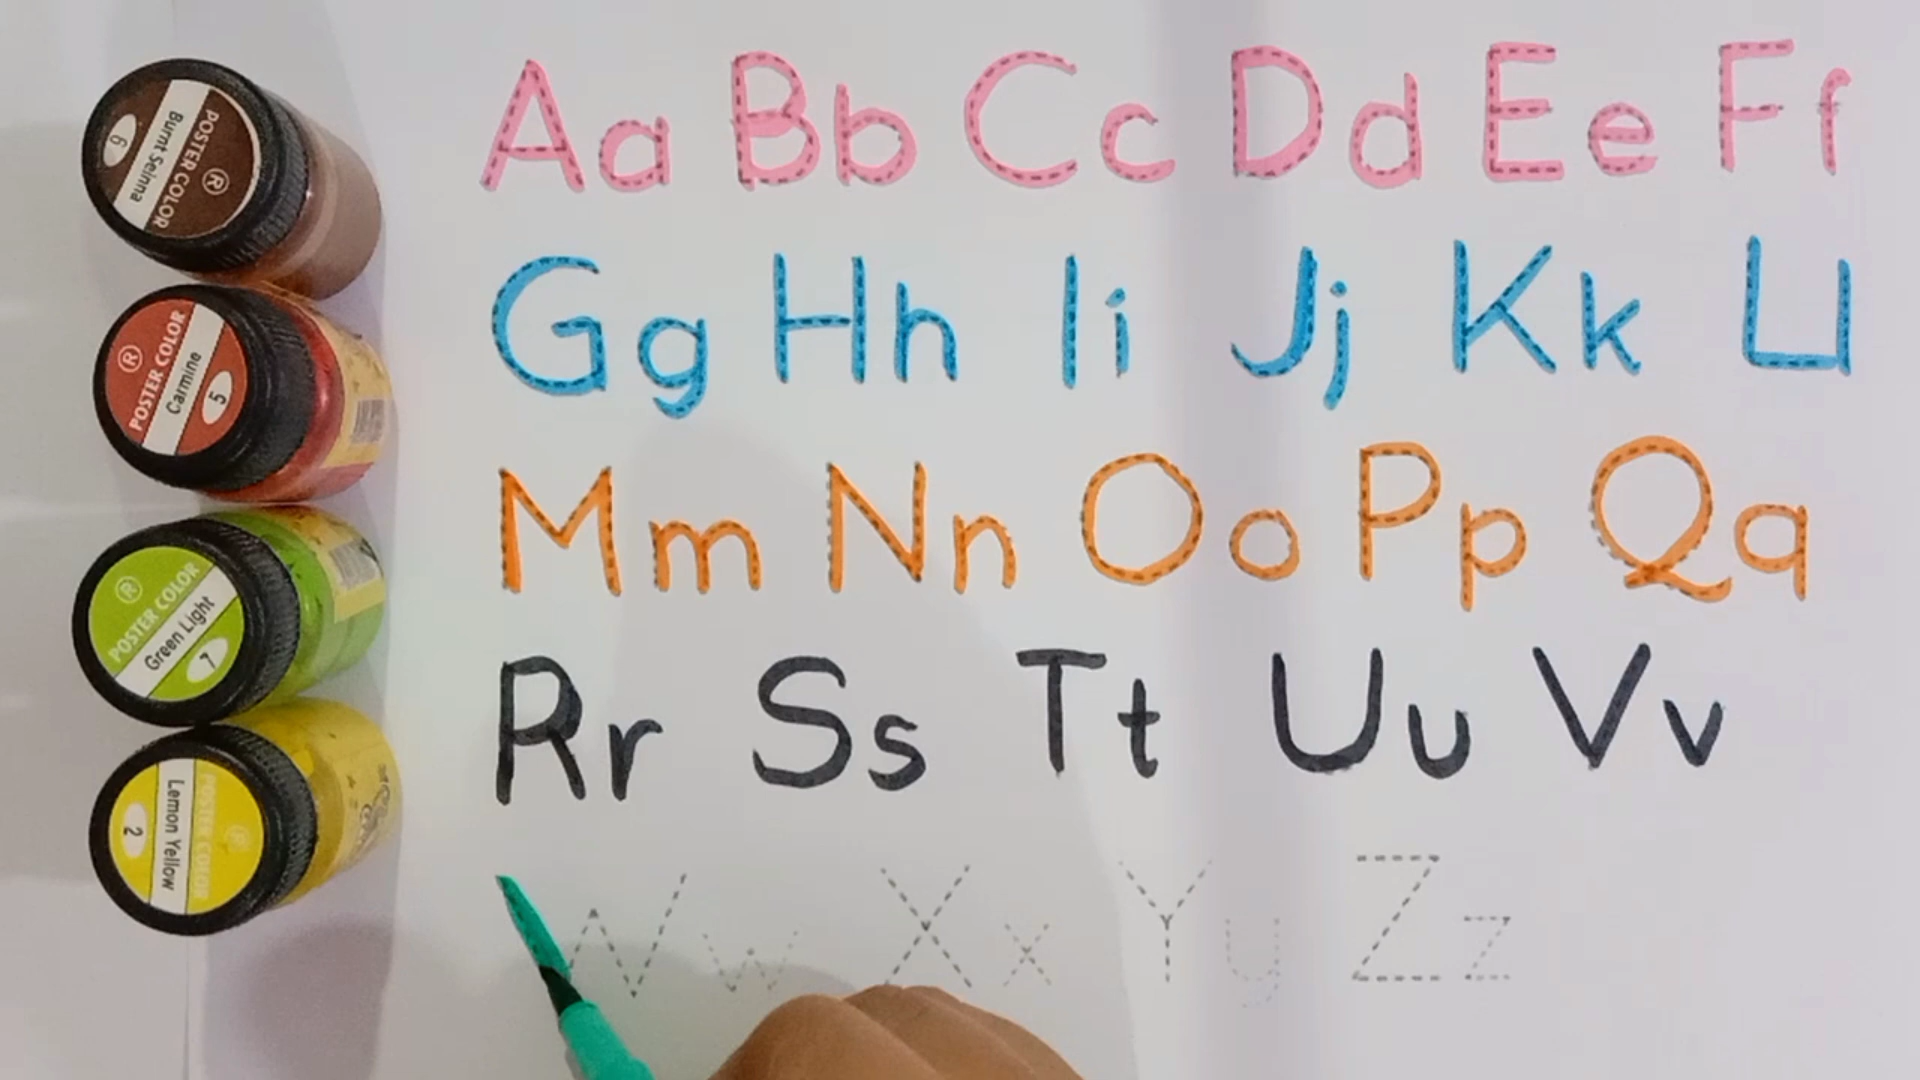 POSTER COLOR ®
Burnt Seinna
6
POSTER COLOR ®
Carmine
5
POSTER COLOR ®
Green Light
7
POSTER COLOR ®
Lemon Yellow
2
Aa Bb Cc Dd Ee Ff
Gg Hh Ii Jj Kk Ll
Mm Nn Oo Pp Qq
Rr Ss Tt Uu Vv
Ww Xx Yy Zz